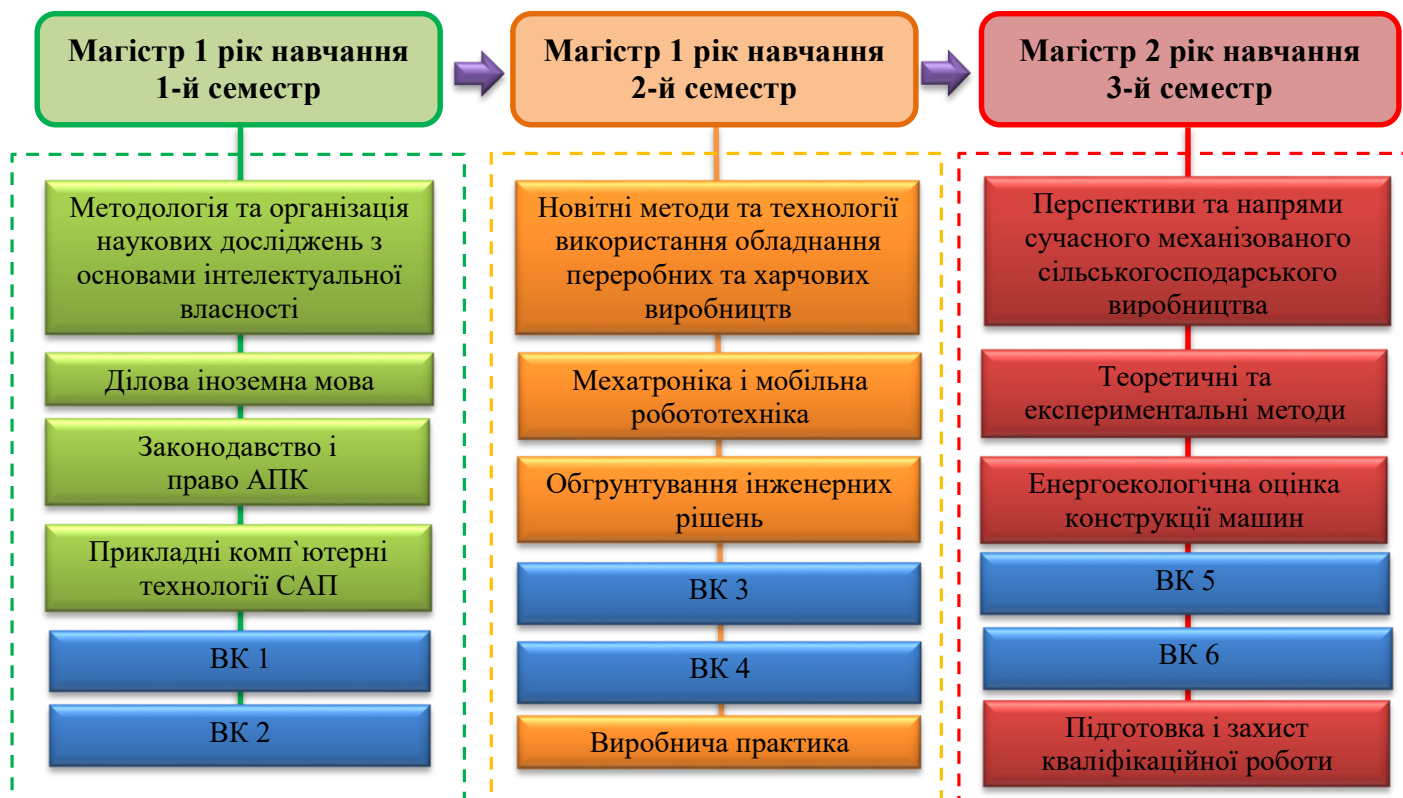 Магістр 1 рік навчання
1-й семестр
Методологія та організація
наукових досліджень з
основами інтелектуальної
власності
Ділова іноземна мова
Законодавство і
право АПК
Прикладні комп`ютерні
технології САП
ВК 1
ВК 2
Магістр 1 рік навчання
2-й семестр
Новітні методи та технології
використання обладнання
переробних та харчових
виробництв
Мехатроніка і мобільна
робототехніка
Обгрунтування інженерних
рішень
ВК 3
ВК 4
Виробнича практика
Магістр 2 рік навчання
3-й семестр
Перспективи та напрями
сучасного механізованого
сільськогосподарського
виробництва
Теоретичні та
експериментальні методи
Енергоекологічна оцінка
конструкції машин
ВК 5
ВК 6
Підготовка і захист
кваліфікаційної роботи